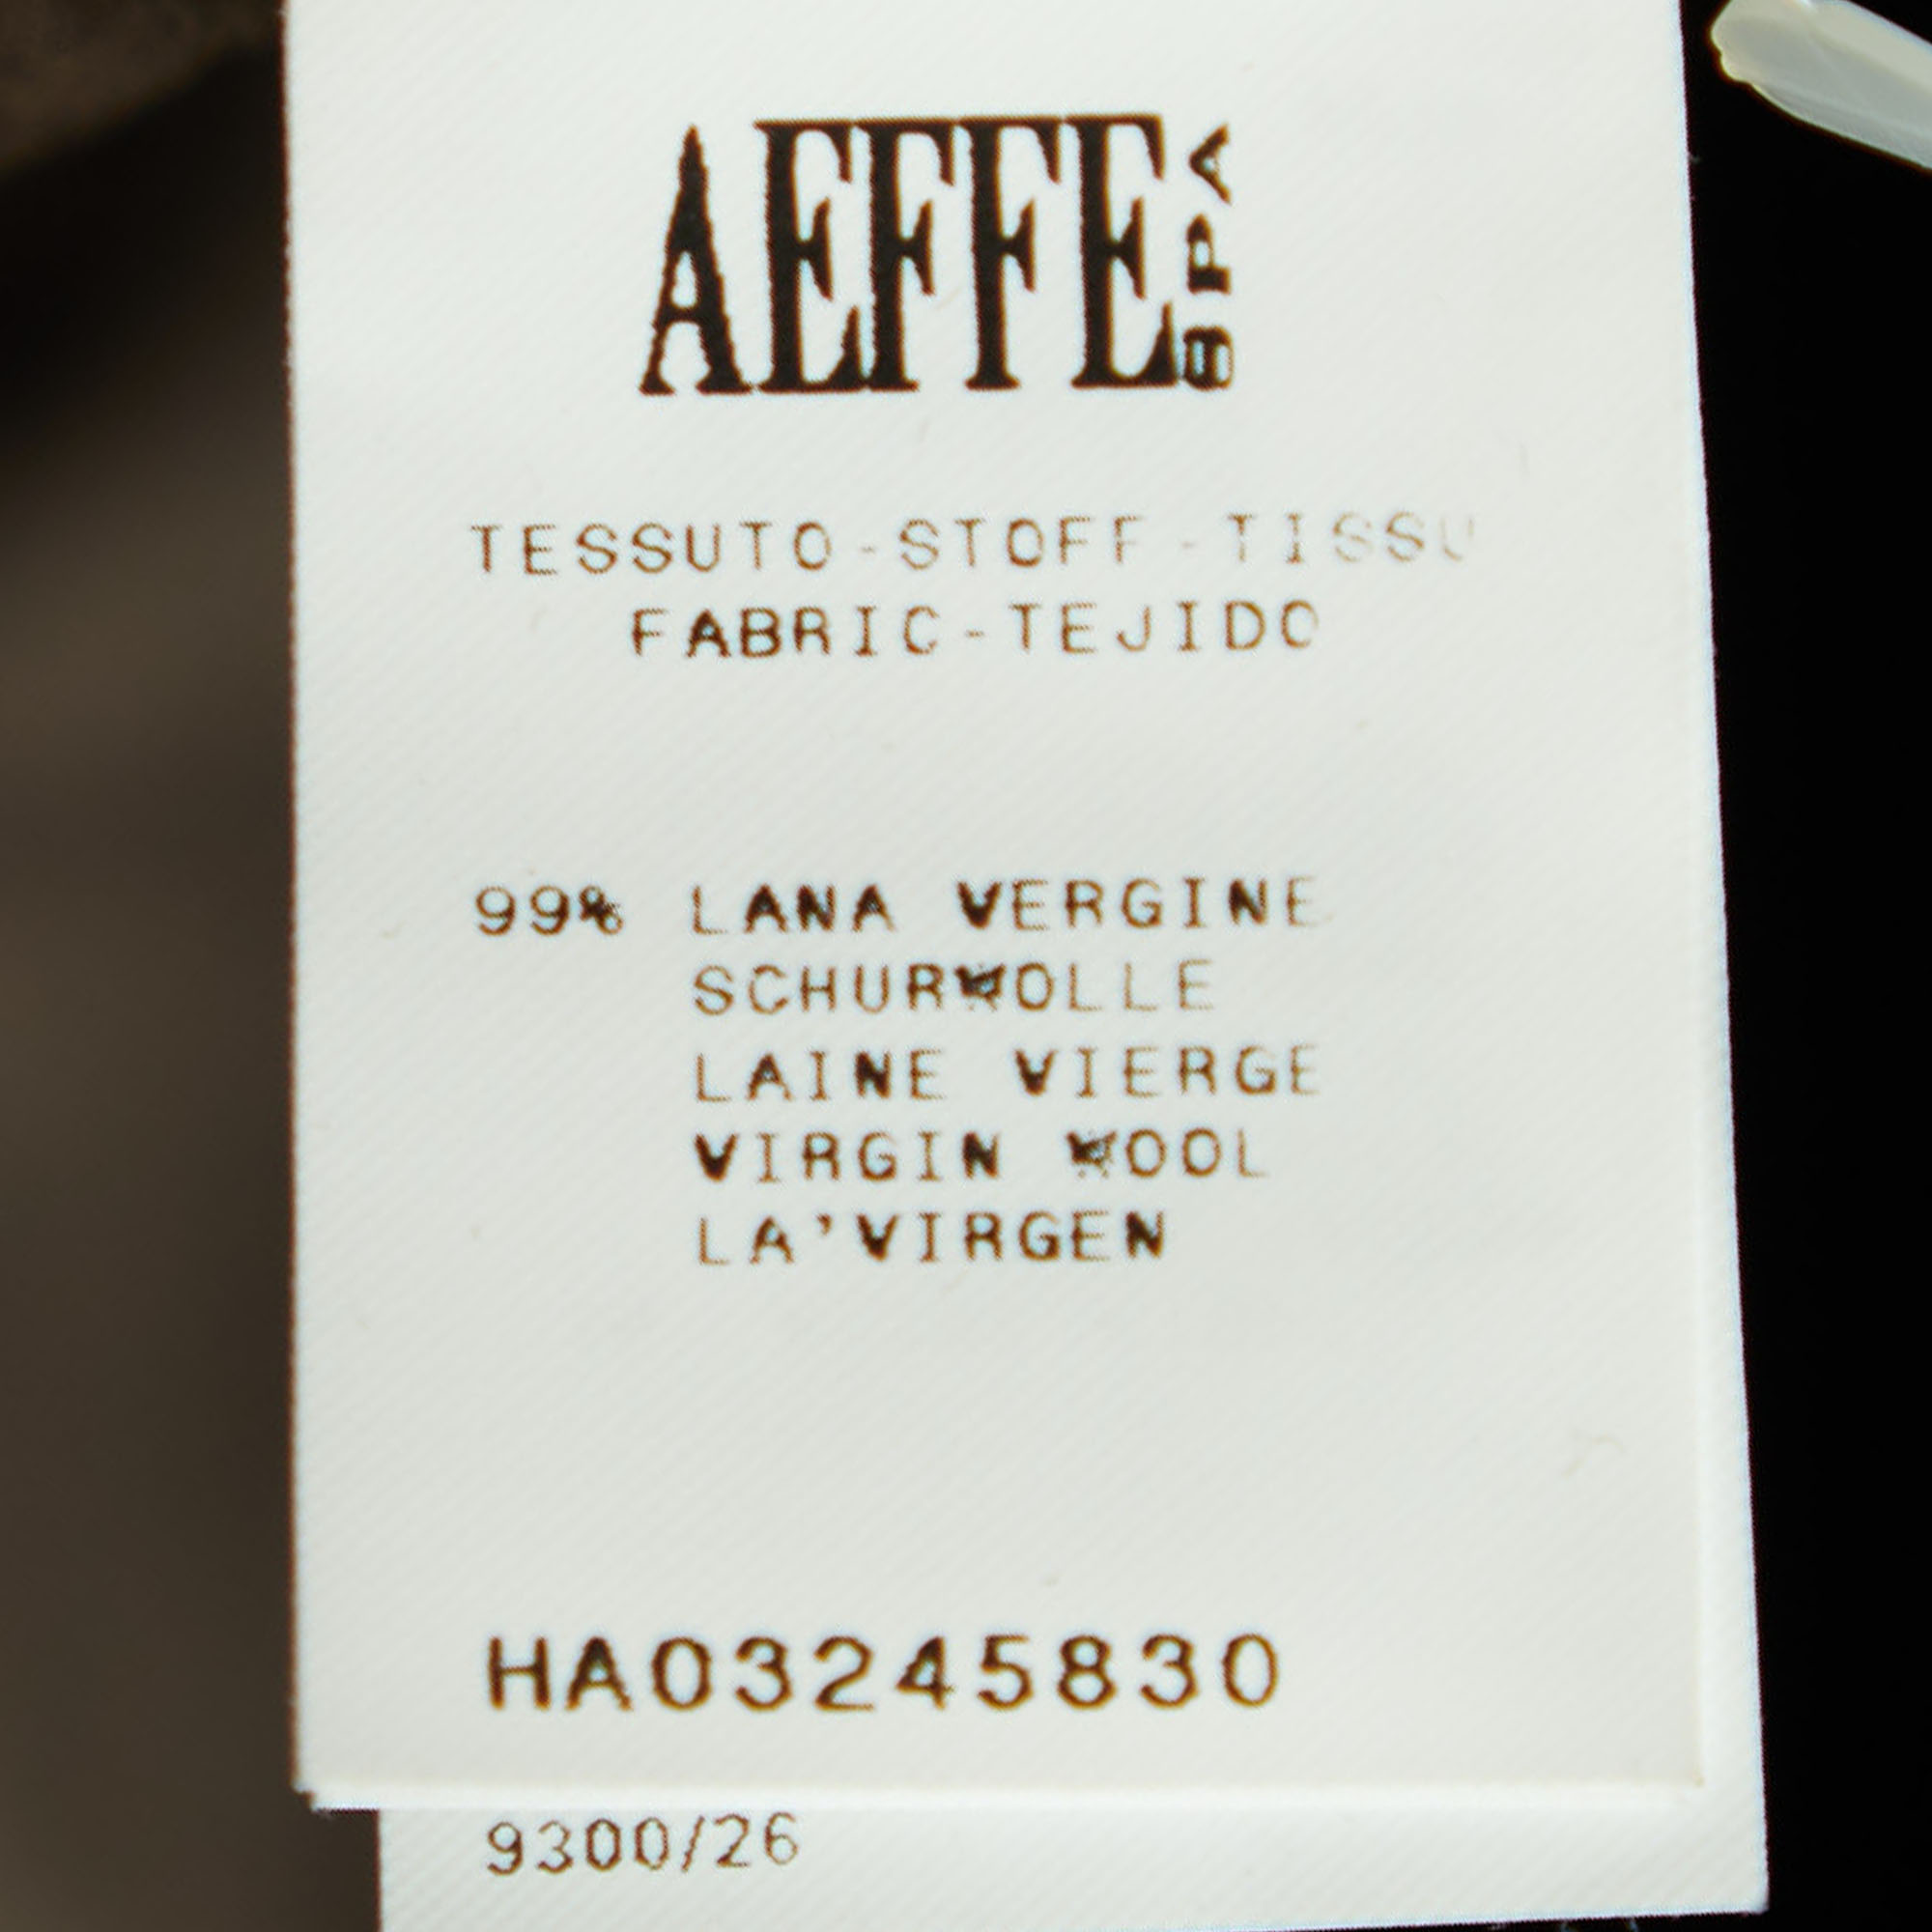 AEFFE SPA
TESSUTO-STOFF-TISSU
FABRIC-TEJIDO
99% LANA VERGINE
SCHURWOLLE
LAINE VIERGE
VIRGIN WOOL
LA'VIRGEN
HA03245830
9300/26